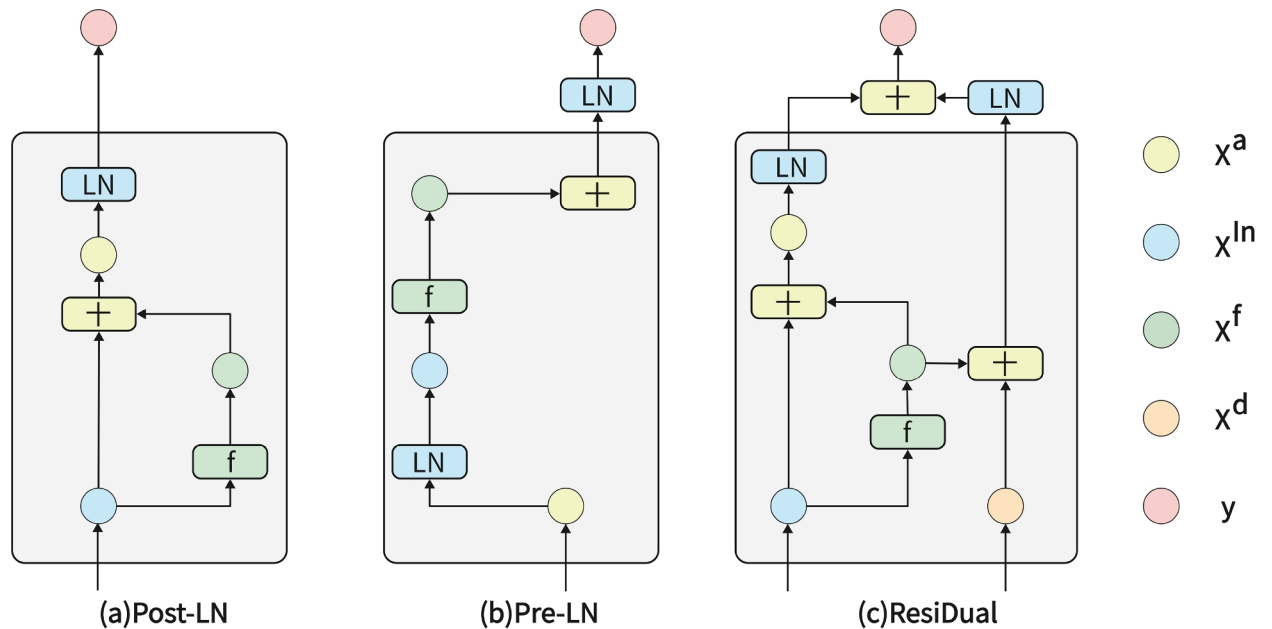 LN
+
f
(a)Post-LN
LN
+
f
LN
(b)Pre-LN
+
LN
LN
+
+
f
(c)ResiDual
x^a
x^ln
x^f
x^d
y